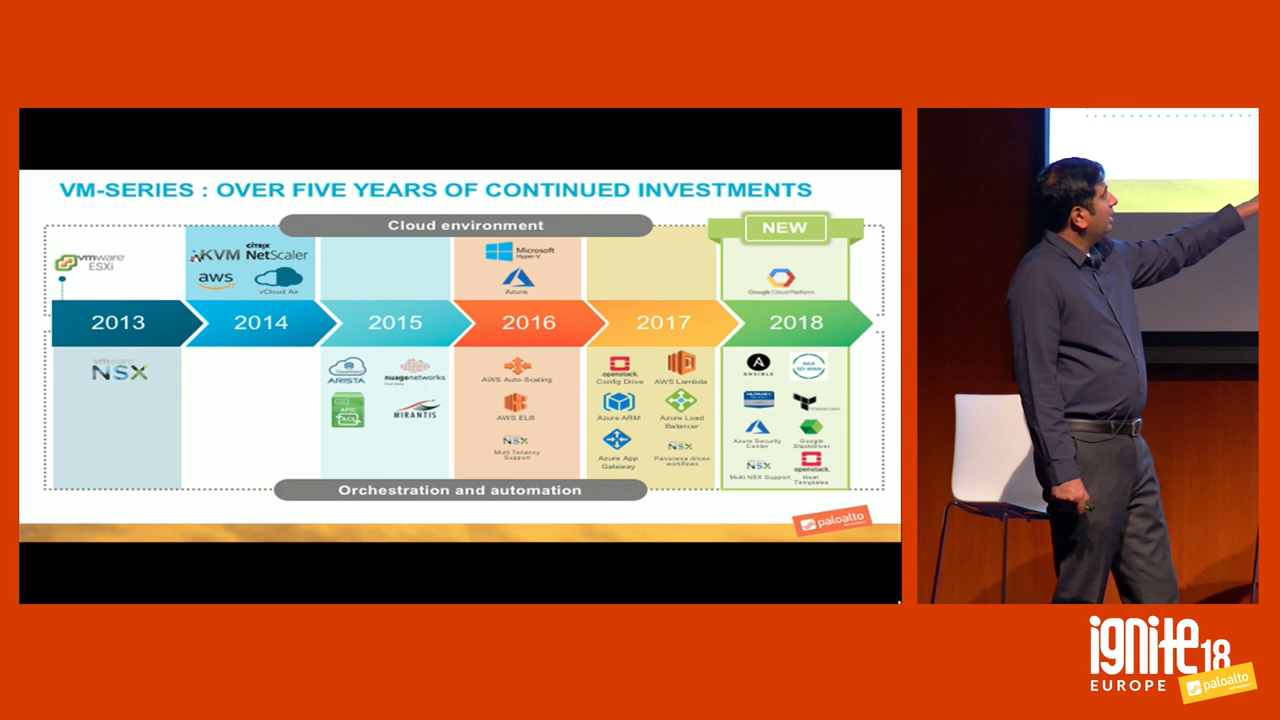 VM-SERIES : OVER FIVE YEARS OF CONTINUED INVESTMENTS
Cloud environment
NEW
vmware
ESXi
KVM
CITRIX
NetScaler
aws
vCloud Air
Microsoft
Hyper-V
Azure
Google Cloud Platform
2013
2014
2015
2016
2017
2018
vmware
NSX
ARISTA
nuagenetworks
APIC
MIRANTIS
AWS Auto-Scaling
AWS ELB
NSX
Multi Tenancy
Support
openstack.
Config Drive
AWS Lambda
Azure ARM
Azure Load
Balancer
Azure App
Gateway
NSX
Panorama driven
workflows
ANSIBLE
NSX
SD-WAN
NUTANIX
TERRAFORM
Azure Security
Center
Google
Stackdriver
NSX
Multi NSX Support
openstack.
Heat
Templates
Orchestration and automation
paloalto
ignite18
EUROPE
paloalto